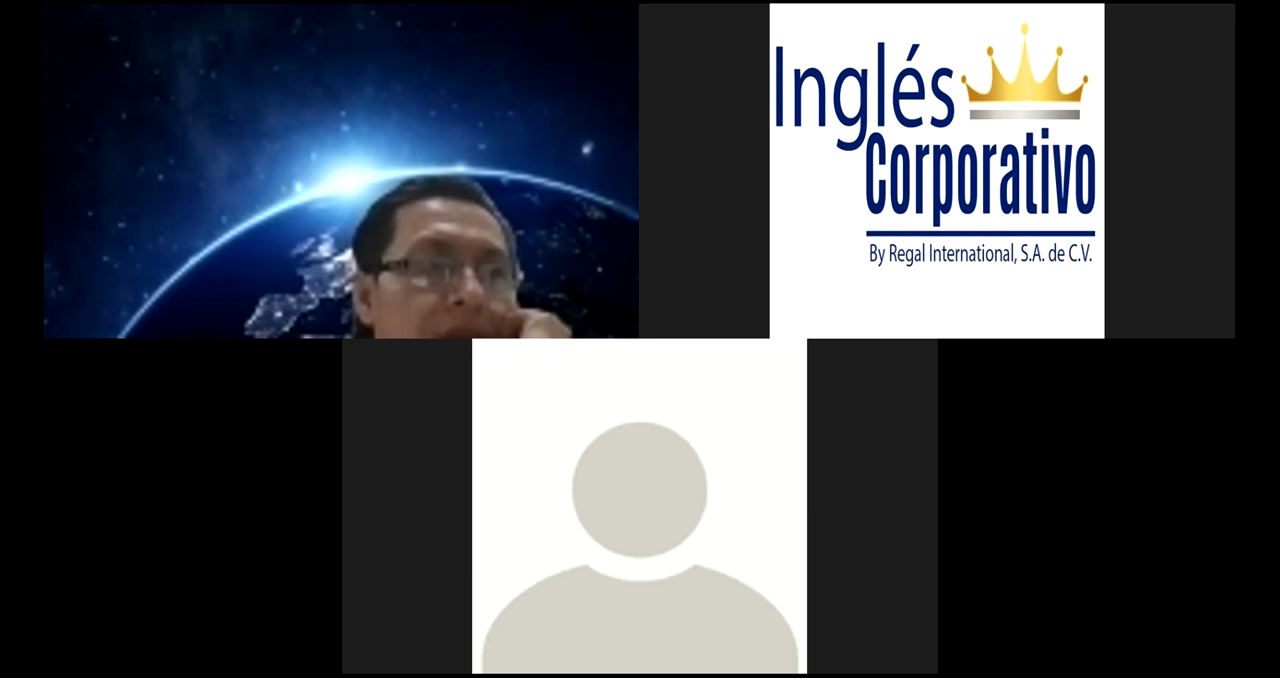 Inglés
Corporativo
By Regal International, S.A. de C.V.